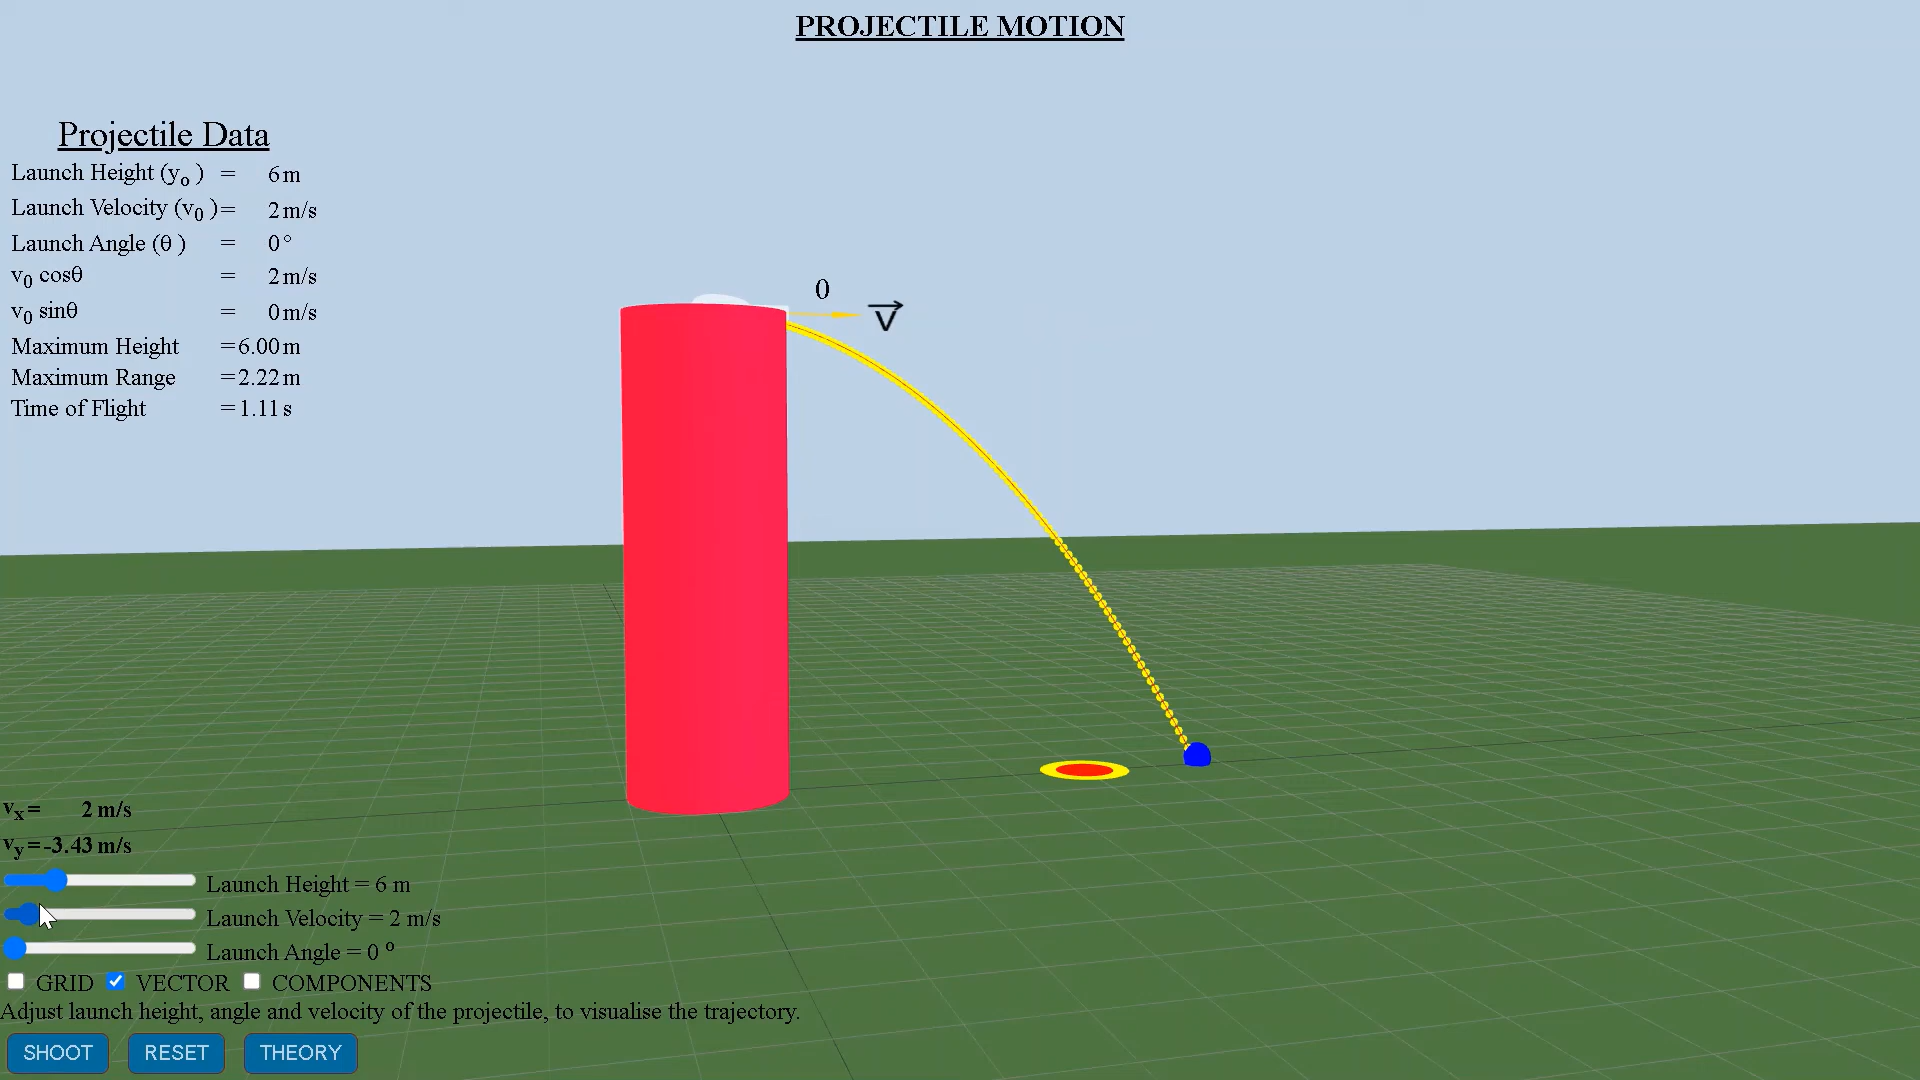 PROJECTILE MOTION
Projectile Data
Launch Height (yo ) = 6 m
Launch Velocity (v0 ) = 2 m/s
Launch Angle (θ ) = 0 °
v0 cosθ = 2 m/s
v0 sinθ = 0 m/s
Maximum Height =6.00 m
Maximum Range =2.22 m
Time of Flight =1.11 s
0
v
vx = 2 m/s
vy =-3.43 m/s
Launch Height = 6 m
Launch Velocity = 2 m/s
Launch Angle = 0 o
GRID VECTOR COMPONENTS
Adjust launch height, angle and velocity of the projectile, to visualise the trajectory.
SHOOT RESET THEORY